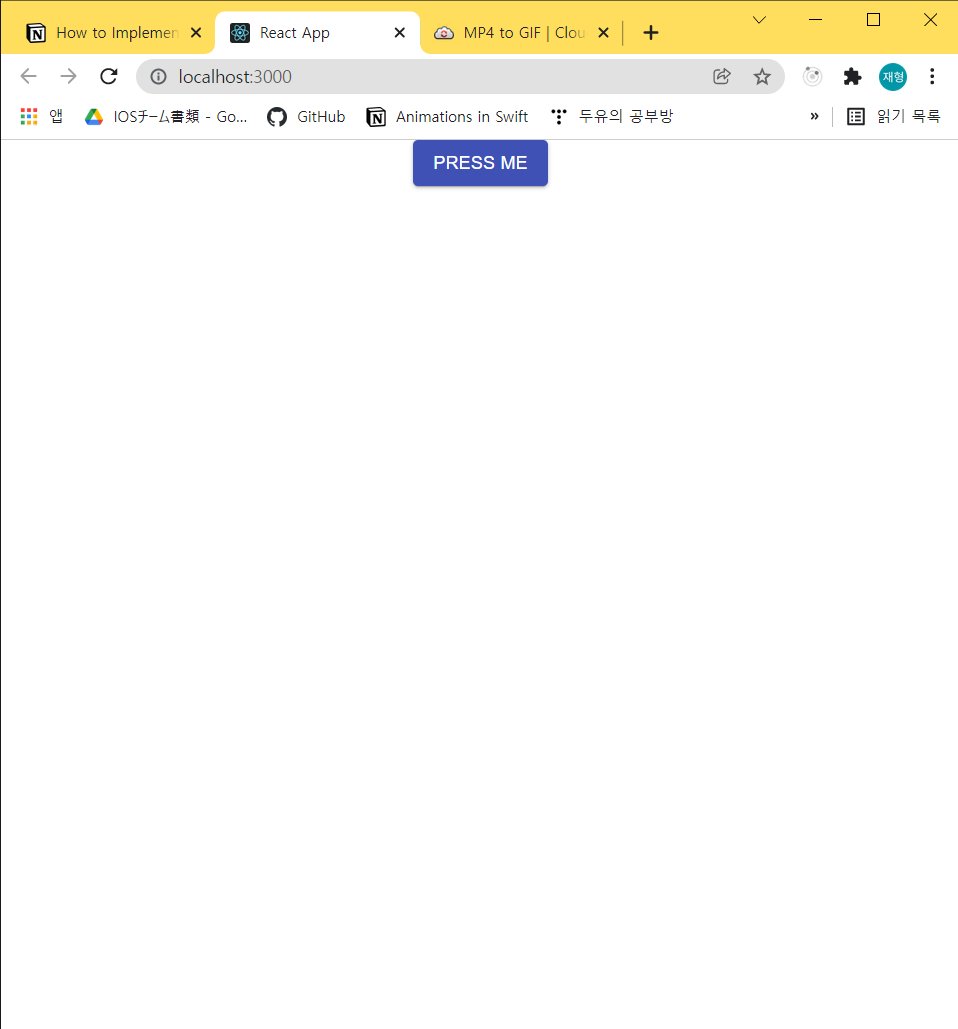 How to Implemen
React App
MP4 to GIF | Clou
localhost:3000
재형
앱
IOSチーム書類 - Go...
GitHub
Animations in Swift
두유의 공부방
»
읽기 목록
PRESS ME